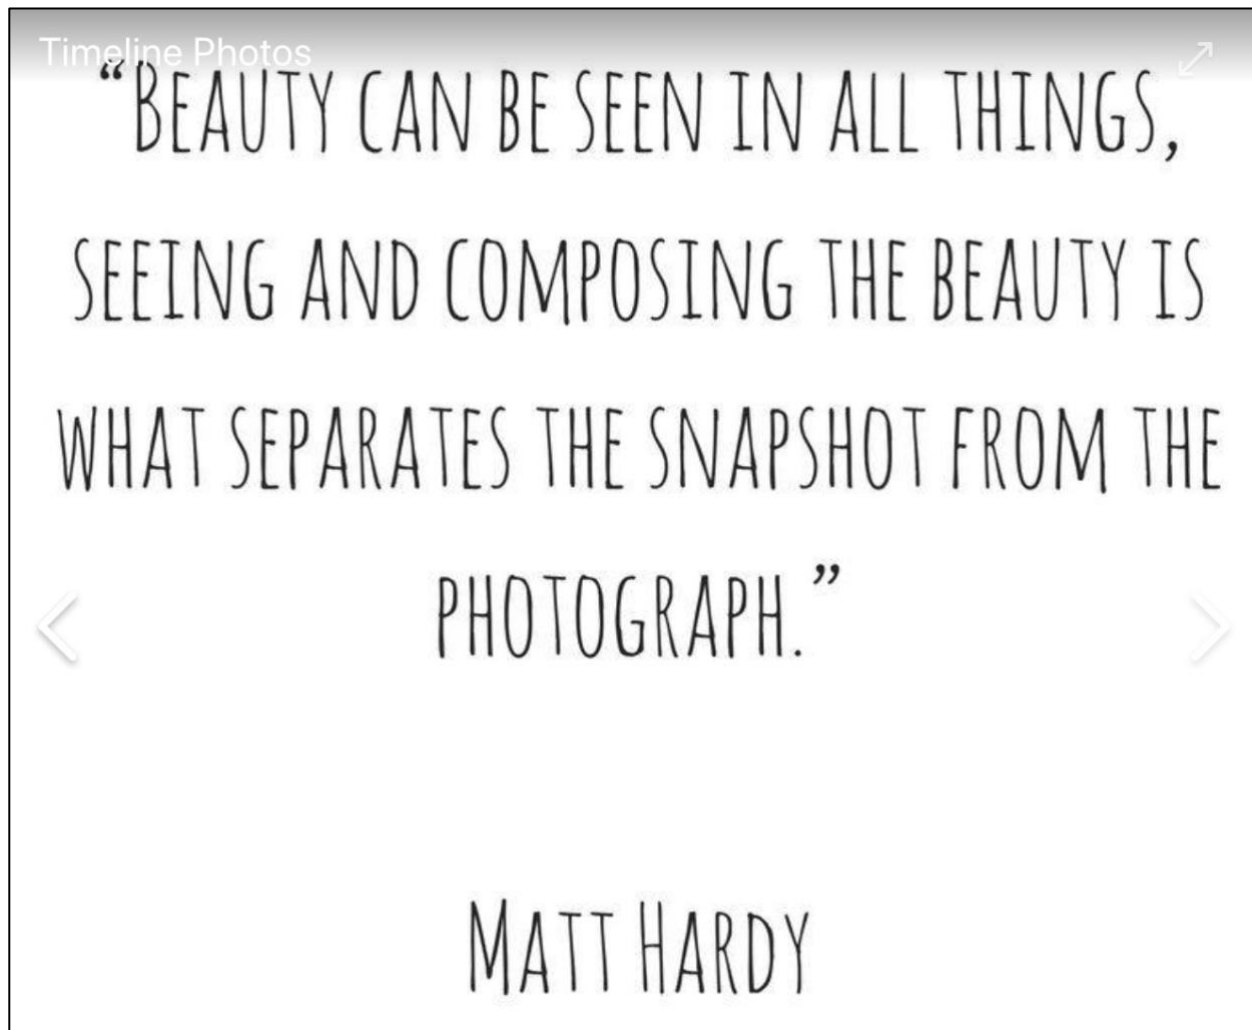 Timeline Photos
“BEAUTY CAN BE SEEN IN ALL THINGS,
SEEING AND COMPOSING THE BEAUTY IS
WHAT SEPARATES THE SNAPSHOT FROM THE
PHOTOGRAPH.”
MATT HARDY